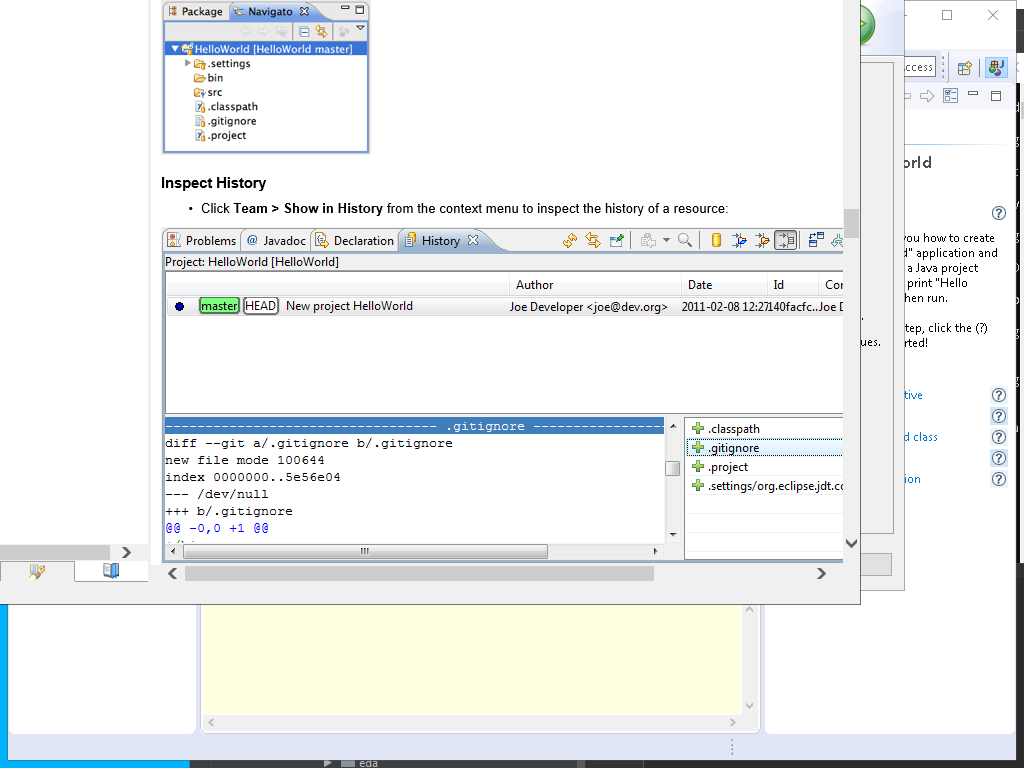 Package
Navigato
HelloWorld [HelloWorld master]
.settings
bin
src
.classpath
.gitignore
.project
Inspect History
• Click Team > Show in History from the context menu to inspect the history of a resource:
Problems
@ Javadoc
Declaration
History
Project: HelloWorld [HelloWorld]
Author
Date
Id
Cor
master
HEAD
New project HelloWorld
Joe Developer <joe@dev.org>
2011-02-08 12:27
140facfc...
Joe D
.gitignore
diff --git a/.gitignore b/.gitignore
new file mode 100644
index 0000000..5e56e04
--- /dev/null
+++ b/.gitignore
@@ -0,0 +1 @@
.classpath
.gitignore
.project
.settings/org.eclipse.jdt.co
ues.
ccess
orld
you how to create
d" application and
a Java project
print "Hello
hen run.
tep, click the (?)
rted!
tive
d class
ion
eda